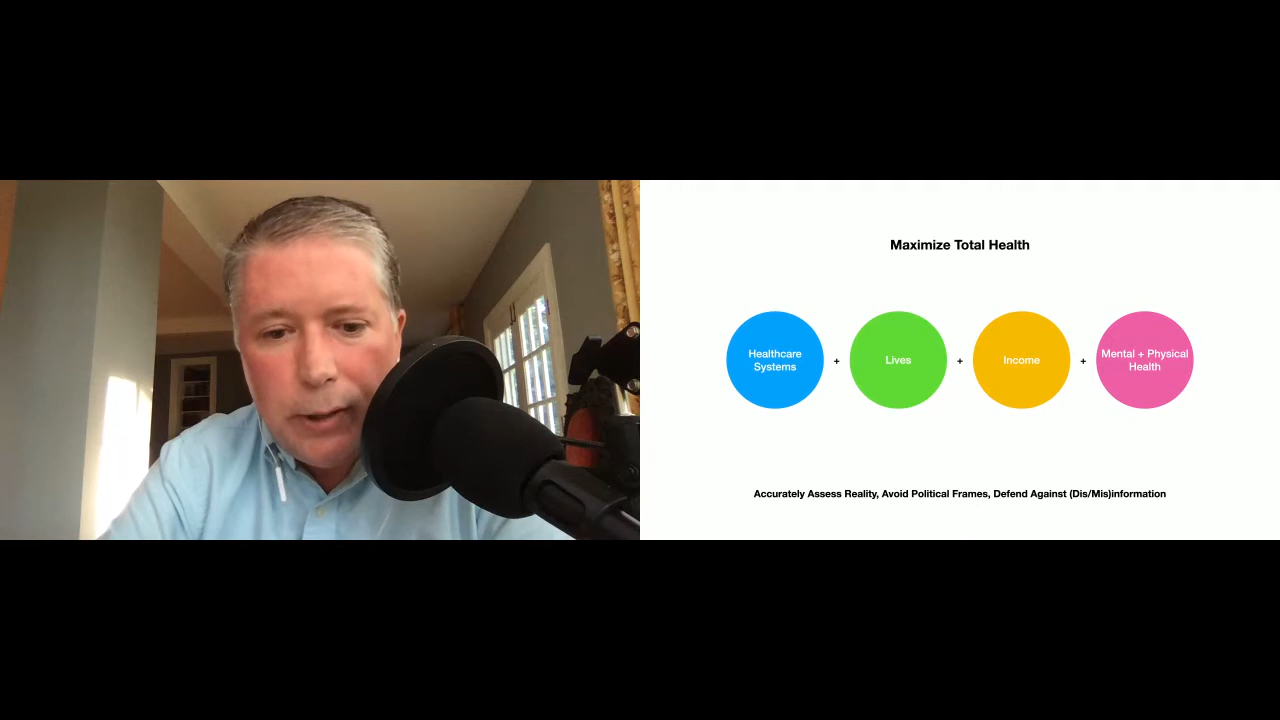 Maximize Total Health
Healthcare
Systems
+
Lives
+
Income
+
Mental + Physical
Health
Accurately Assess Reality, Avoid Political Frames, Defend Against (Dis/Mis)information